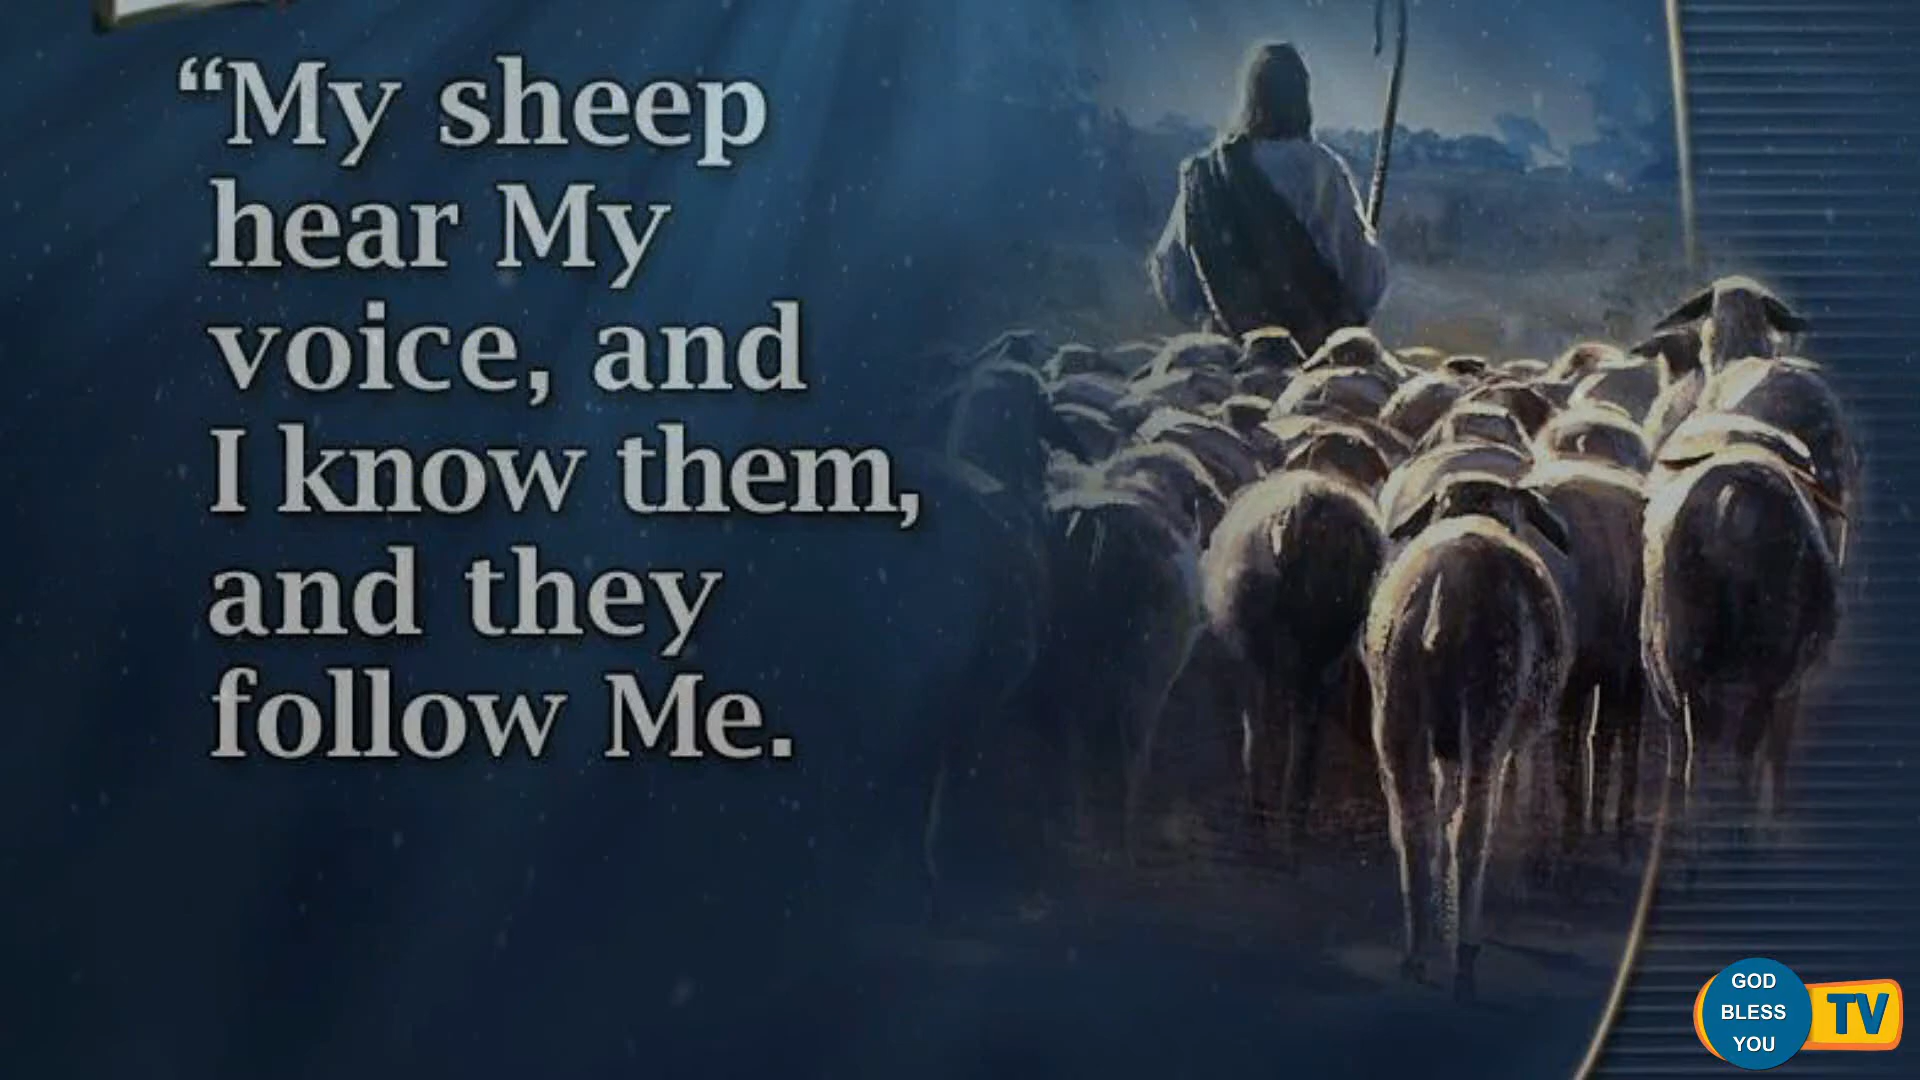 “My sheep
hear My
voice, and
I know them,
and they
follow Me.
GOD
BLESS
YOU
TV